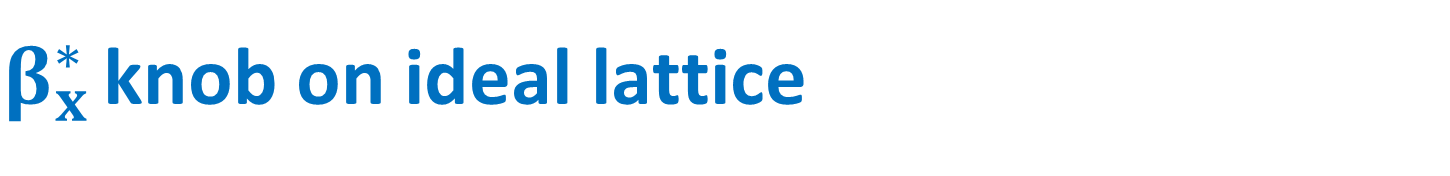 β*x knob on ideal lattice